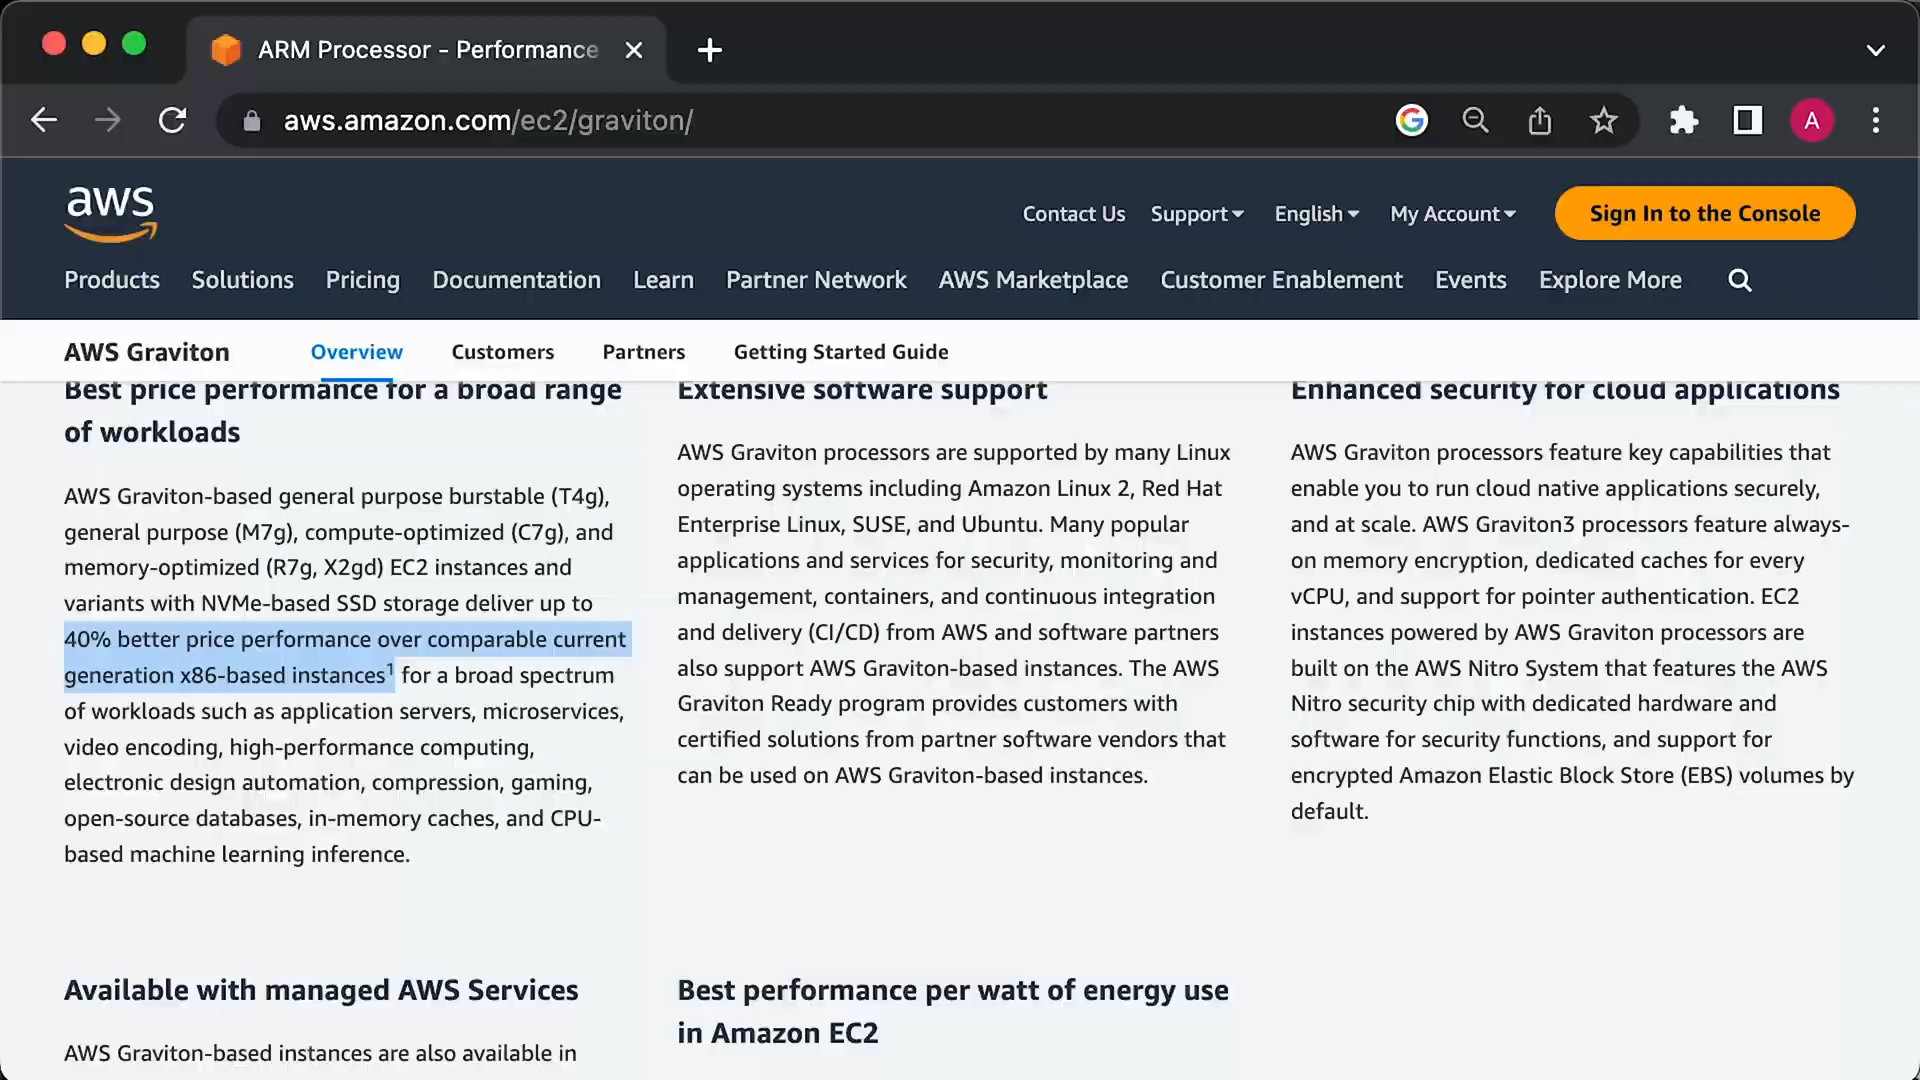 ARM Processor - Performance
aws.amazon.com/ec2/graviton/
A
aws
Contact Us
Support
English
My Account
Sign In to the Console
Products
Solutions
Pricing
Documentation
Learn
Partner Network
AWS Marketplace
Customer Enablement
Events
Explore More
AWS Graviton
Overview
Customers
Partners
Getting Started Guide
Best price performance for a broad range
of workloads
AWS Graviton-based general purpose burstable (T4g),
general purpose (M7g), compute-optimized (C7g), and
memory-optimized (R7g, X2gd) EC2 instances and
variants with NVMe-based SSD storage deliver up to
40% better price performance over comparable current
generation x86-based instances¹ for a broad spectrum
of workloads such as application servers, microservices,
video encoding, high-performance computing,
electronic design automation, compression, gaming,
open-source databases, in-memory caches, and CPU-
based machine learning inference.
Extensive software support
AWS Graviton processors are supported by many Linux
operating systems including Amazon Linux 2, Red Hat
Enterprise Linux, SUSE, and Ubuntu. Many popular
applications and services for security, monitoring and
management, containers, and continuous integration
and delivery (CI/CD) from AWS and software partners
also support AWS Graviton-based instances. The AWS
Graviton Ready program provides customers with
certified solutions from partner software vendors that
can be used on AWS Graviton-based instances.
Enhanced security for cloud applications
AWS Graviton processors feature key capabilities that
enable you to run cloud native applications securely,
and at scale. AWS Graviton3 processors feature always-
on memory encryption, dedicated caches for every
vCPU, and support for pointer authentication. EC2
instances powered by AWS Graviton processors are
built on the AWS Nitro System that features the AWS
Nitro security chip with dedicated hardware and
software for security functions, and support for
encrypted Amazon Elastic Block Store (EBS) volumes by
default.
Available with managed AWS Services
AWS Graviton-based instances are also available in
Best performance per watt of energy use
in Amazon EC2